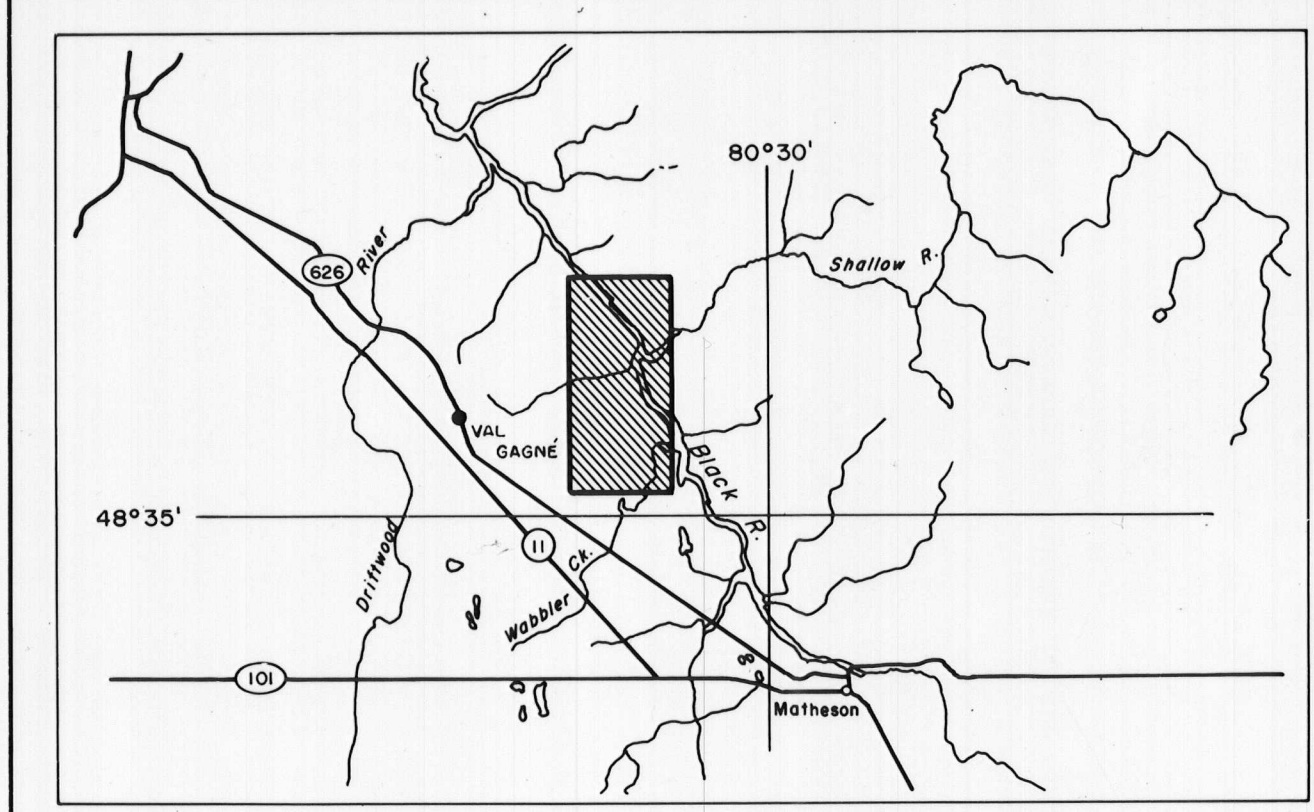 80°30'
River
626
Shallow R.
VAL
GAGNÉ
Black R.
48°35'
11
Driftwood
Wabbler Ck.
101
Matheson